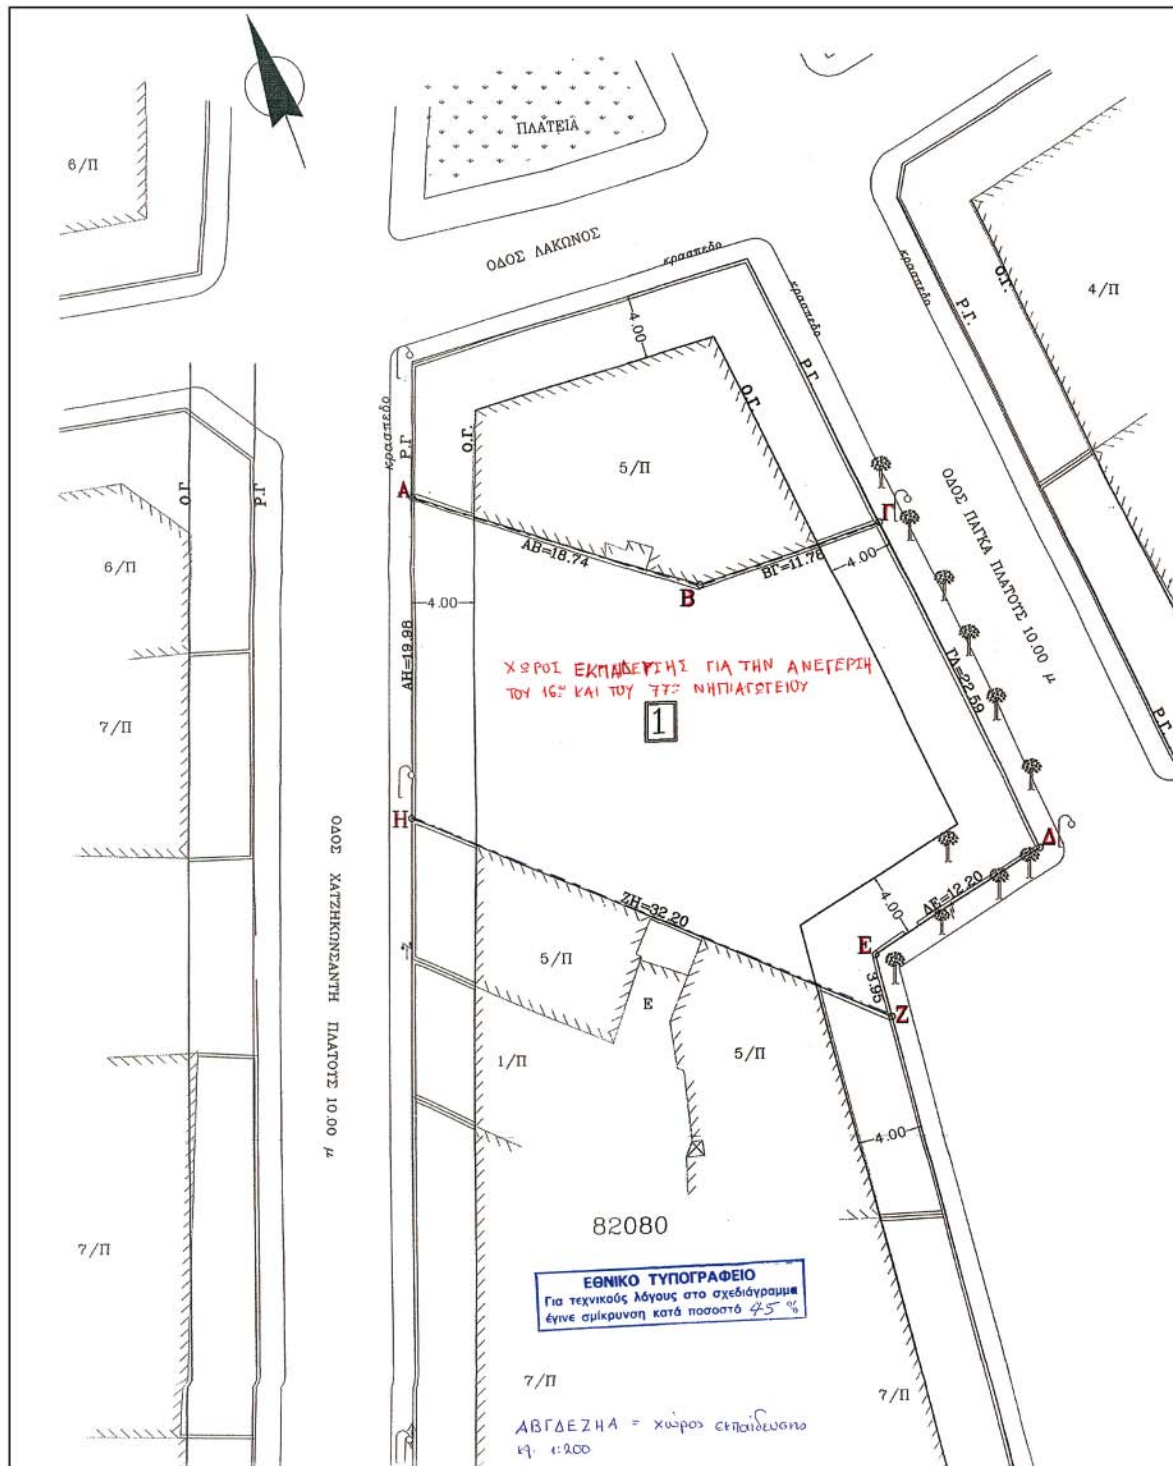 ΠΛΑΤΕΙΑ
6/Π
ΟΔΟΣ ΛΑΚΩΝΟΣ
κρασπεδο
κρασπεδο
κρασπεδο
Ο.Γ.
4/Π
Ρ.Γ.
4.00
Ρ.Γ.
Ο.Γ.
κρασπεδο
Ρ.Γ
Ο.Γ.
5/Π
Ο.Γ
Ρ.Γ
Α
ΑΒ=18.74
Β
ΒΓ=11.76
Γ
4.00
ΟΔΟΣ ΠΑΓΚΑ ΠΛΑΤΟΥΣ 10.00 μ
6/Π
4.00
ΑΗ=19.98
ΓΔ=22.59
ΧΩΡΟΣ ΕΚΠΑΙΔΕΥΣΗΣ ΓΙΑ ΤΗΝ ΑΝΕΓΕΡΣΗ
ΤΟΥ 16ου ΚΑΙ ΤΟΥ 77ου ΝΗΠΙΑΓΩΓΕΙΟΥ
1
7/Π
Ρ.Γ.
Η
Δ
ΟΔΟΣ ΧΑΤΖΗΚΩΝΣΑΝΤΗ ΠΛΑΤΟΥΣ 10.00 μ
ΖΗ=32.20
4.00
ΔΕ=12.20
Ε
3.95
Ζ
5/Π
Ε
1/Π
5/Π
4.00
82080
7/Π
ΕΘΝΙΚΟ ΤΥΠΟΓΡΑΦΕΙΟ
Για τεχνικούς λόγους στο σχεδιάγραμμα
έγινε σμίκρυνση κατά ποσοστό 45 %
7/Π
7/Π
ΑΒΓΔΕΖΗΑ = χώρος εκπαίδευσης
κλ. 1:200